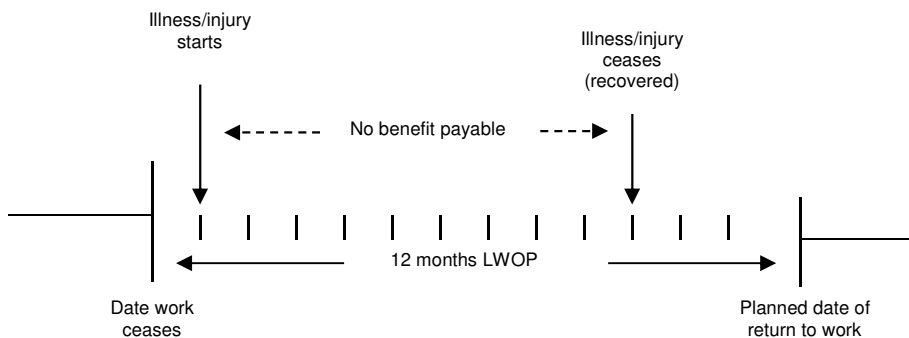 Illness/injury
starts
Illness/injury
ceases
(recovered)
No benefit payable
12 months LWOP
Date work
ceases
Planned date of
return to work